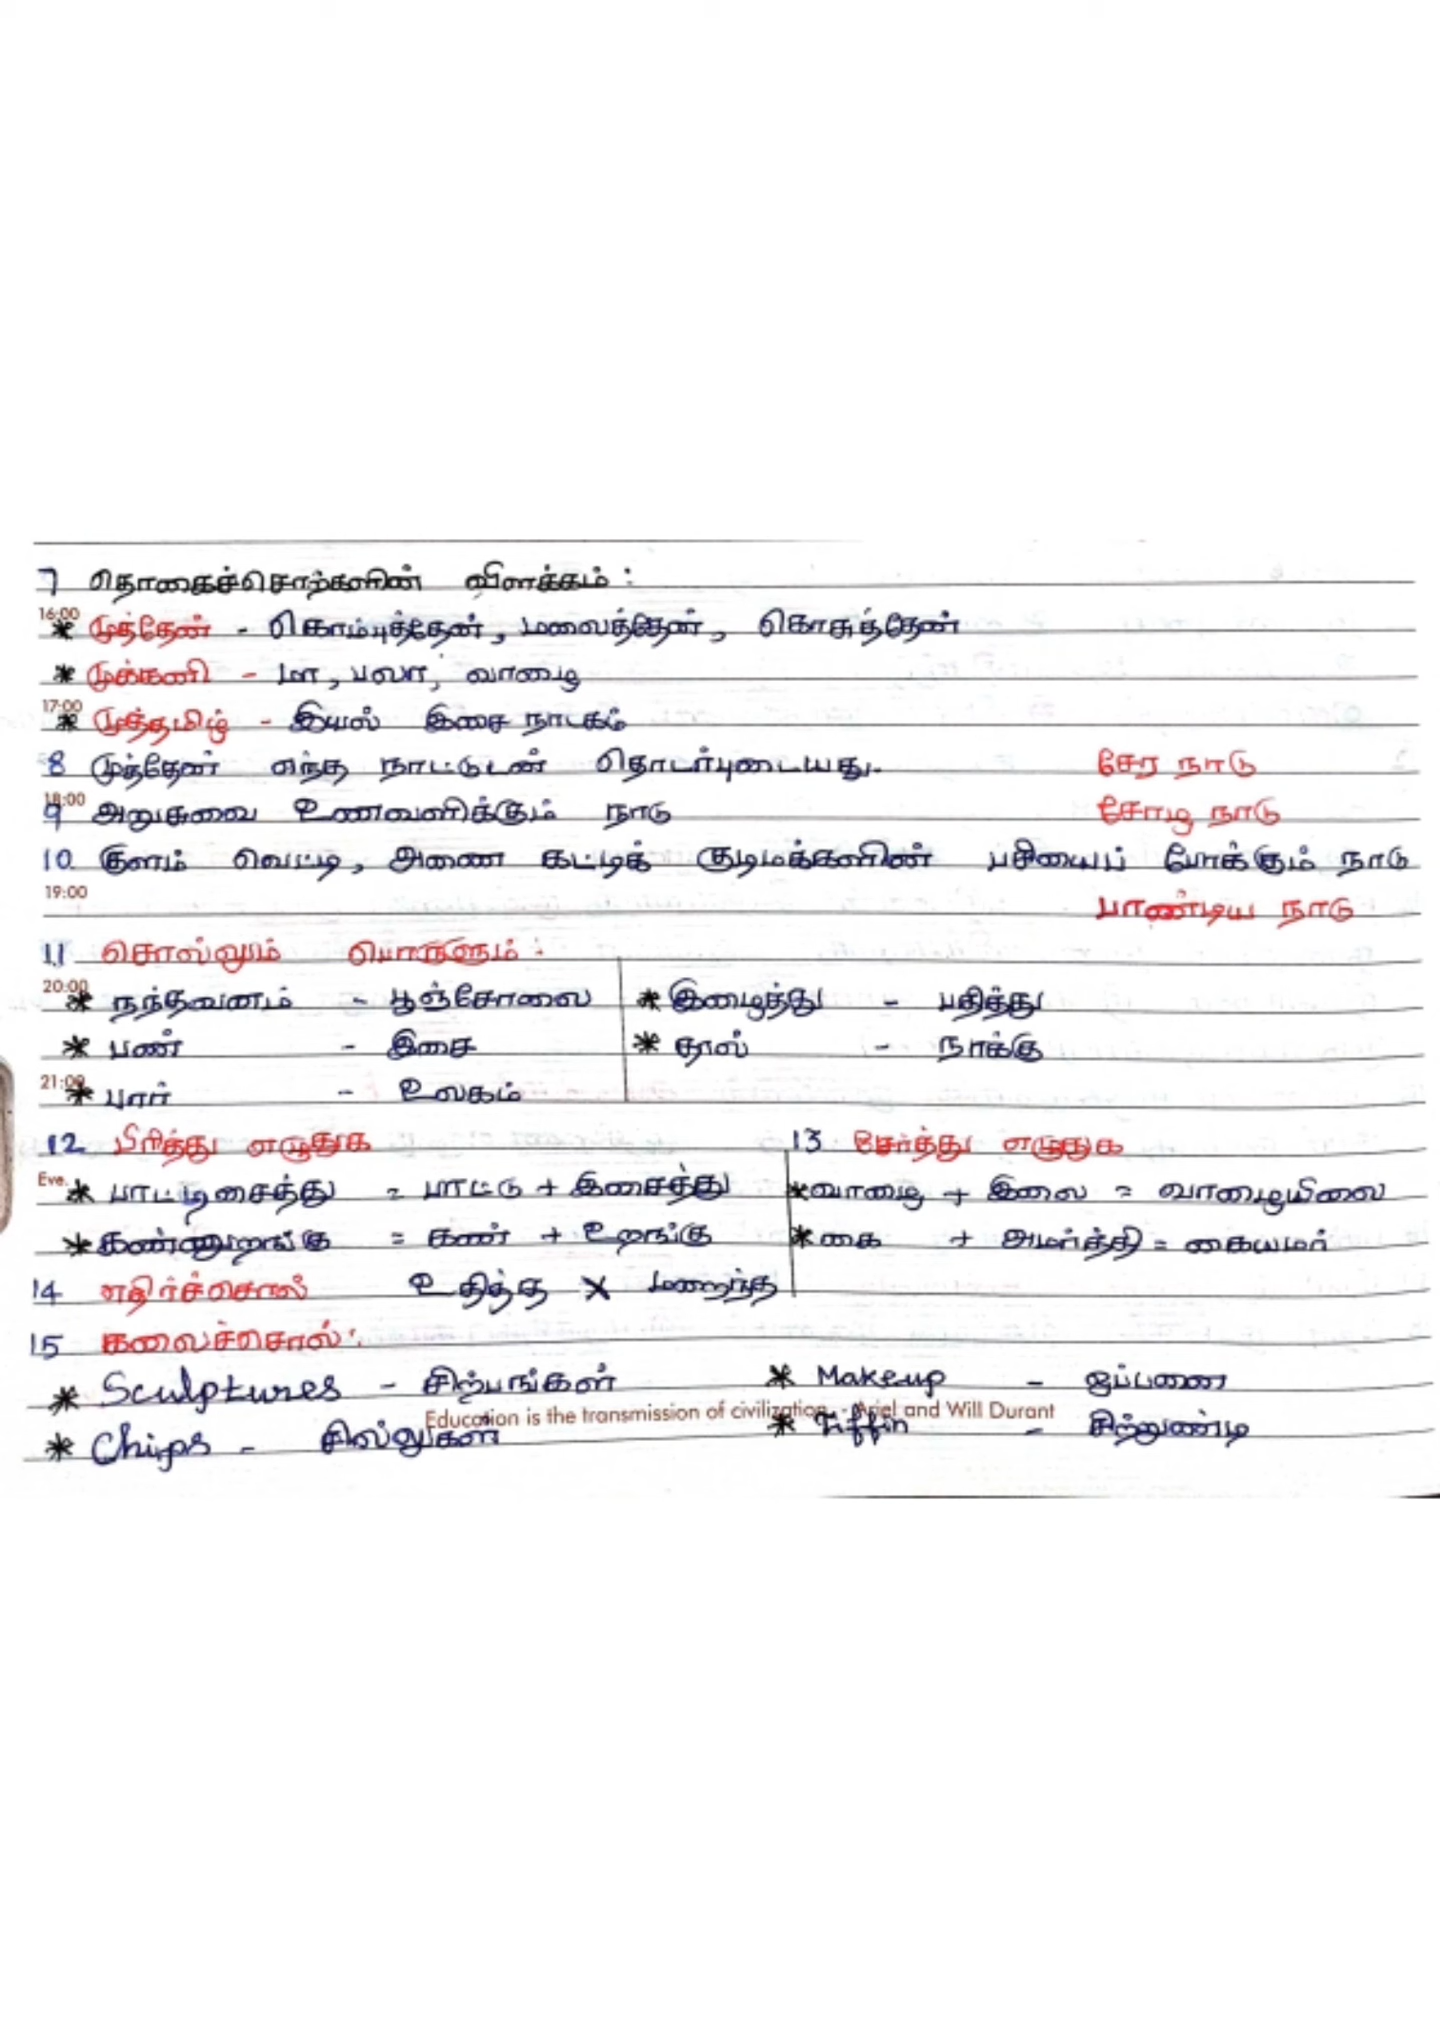 7 தொகைச்சொற்களின் விளக்கம் :
16:00
* முத்தேன் - கொம்புத்தேன், மலைத்தேன், கொசுத்தேன்
* முக்கனி - மா, பலா, வாழை
17:00
* முத்தமிழ் - இயல் இசை நாடகம்
8 முத்தேன் எந்த நாட்டுடன் தொடர்புடையது. சேர நாடு
18:00
9 அறுசுவை உணவளிக்கும் நாடு சோழ நாடு
10 குளம் வெட்டி, அணை கட்டிக் குடிமக்களின் பசியைப் போக்கும் நாடு
19:00
பாண்டிய நாடு
11 சொல்லும் பொருளும் :
20:00
* நந்தவனம் - பூஞ்சோலை * இழைத்து - பதித்து
* பண் - இசை * தால் - நாக்கு
21:00
* பார் - உலகம்
12 பிரித்து எழுதுக 13 சேர்த்து எழுதுக
Eve.
* பாட்டிசைத்து = பாட்டு + இசைத்து * வாழை + இலை = வாழையிலை
* கண்ணுறங்கு = கண் + உறங்கு * கை + அமர்த்தி = கையமர்
14 எதிர்ச்சொல் உதித்த X மறைந்த
15 கலைச்சொல் :
* Sculptures - சிற்பங்கள் * Makeup - ஒப்பனை
Education is the transmission of civilization. - Ariel and Will Durant
* Chips - சில்லுகள் * Tiffin - சிற்றுண்டி